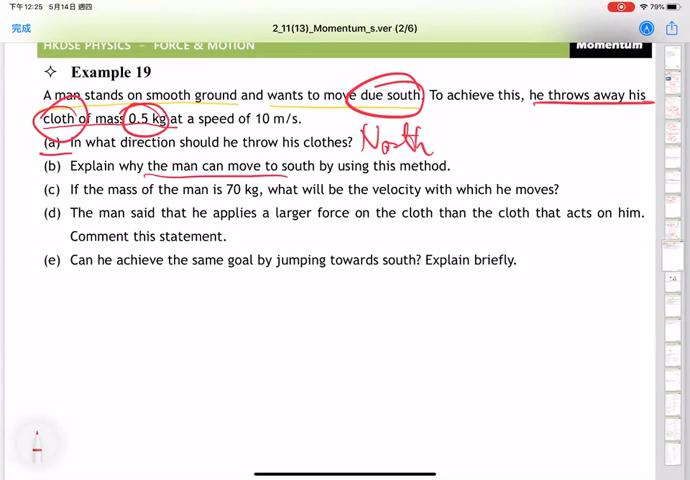 下午12:25 5月14日 週四
79%
完成
2_11(13)_Momentum_s.ver (2/6)
HKDSE PHYSICS - FORCE & MOTION
Momentum
Example 19
A man stands on smooth ground and wants to move due south. To achieve this, he throws away his
cloth of mass 0.5 kg at a speed of 10 m/s.
(a) In what direction should he throw his clothes? North
(b) Explain why the man can move to south by using this method.
(c) If the mass of the man is 70 kg, what will be the velocity with which he moves?
(d) The man said that he applies a larger force on the cloth than the cloth that acts on him.
Comment this statement.
(e) Can he achieve the same goal by jumping towards south? Explain briefly.